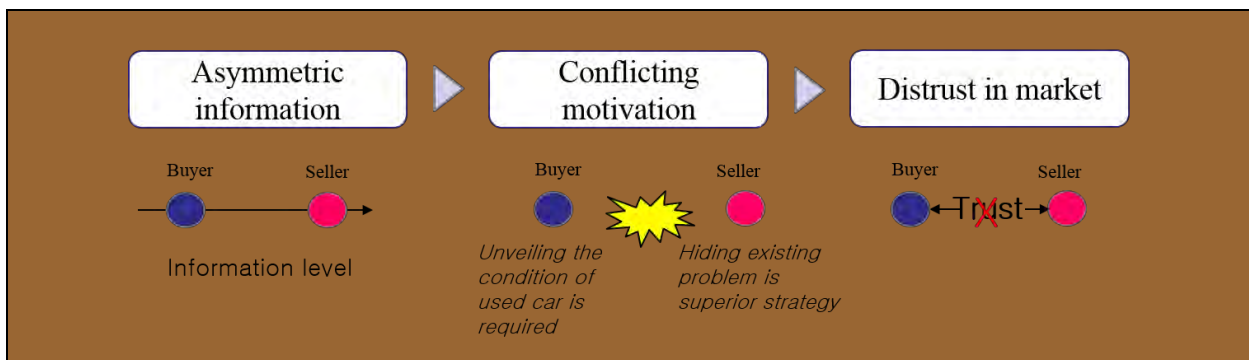 Asymmetric
information
Conflicting
motivation
Distrust in market
Buyer
Seller
Information level
Buyer
Seller
Unveiling the
condition of
used car is
required
Hiding existing
problem is
superior strategy
Buyer
Seller
Trust